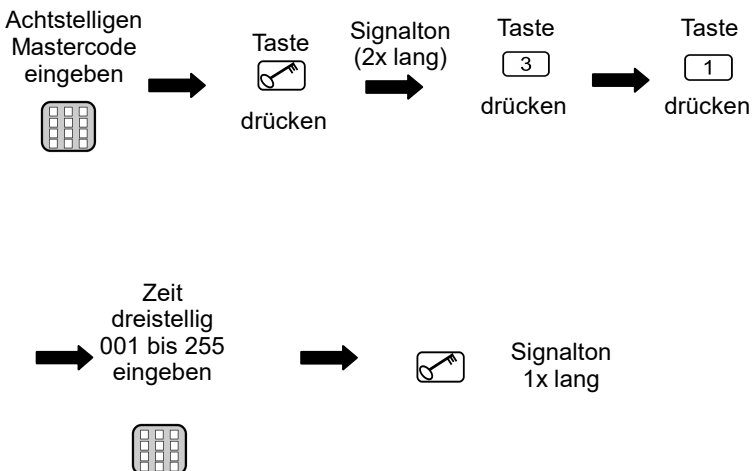 Achtstelligen
Mastercode
eingeben
Taste
drücken
Signalton
(2x lang)
Taste
3
drücken
Taste
1
drücken
Zeit
dreistellig
001 bis 255
eingeben
Signalton
1x lang